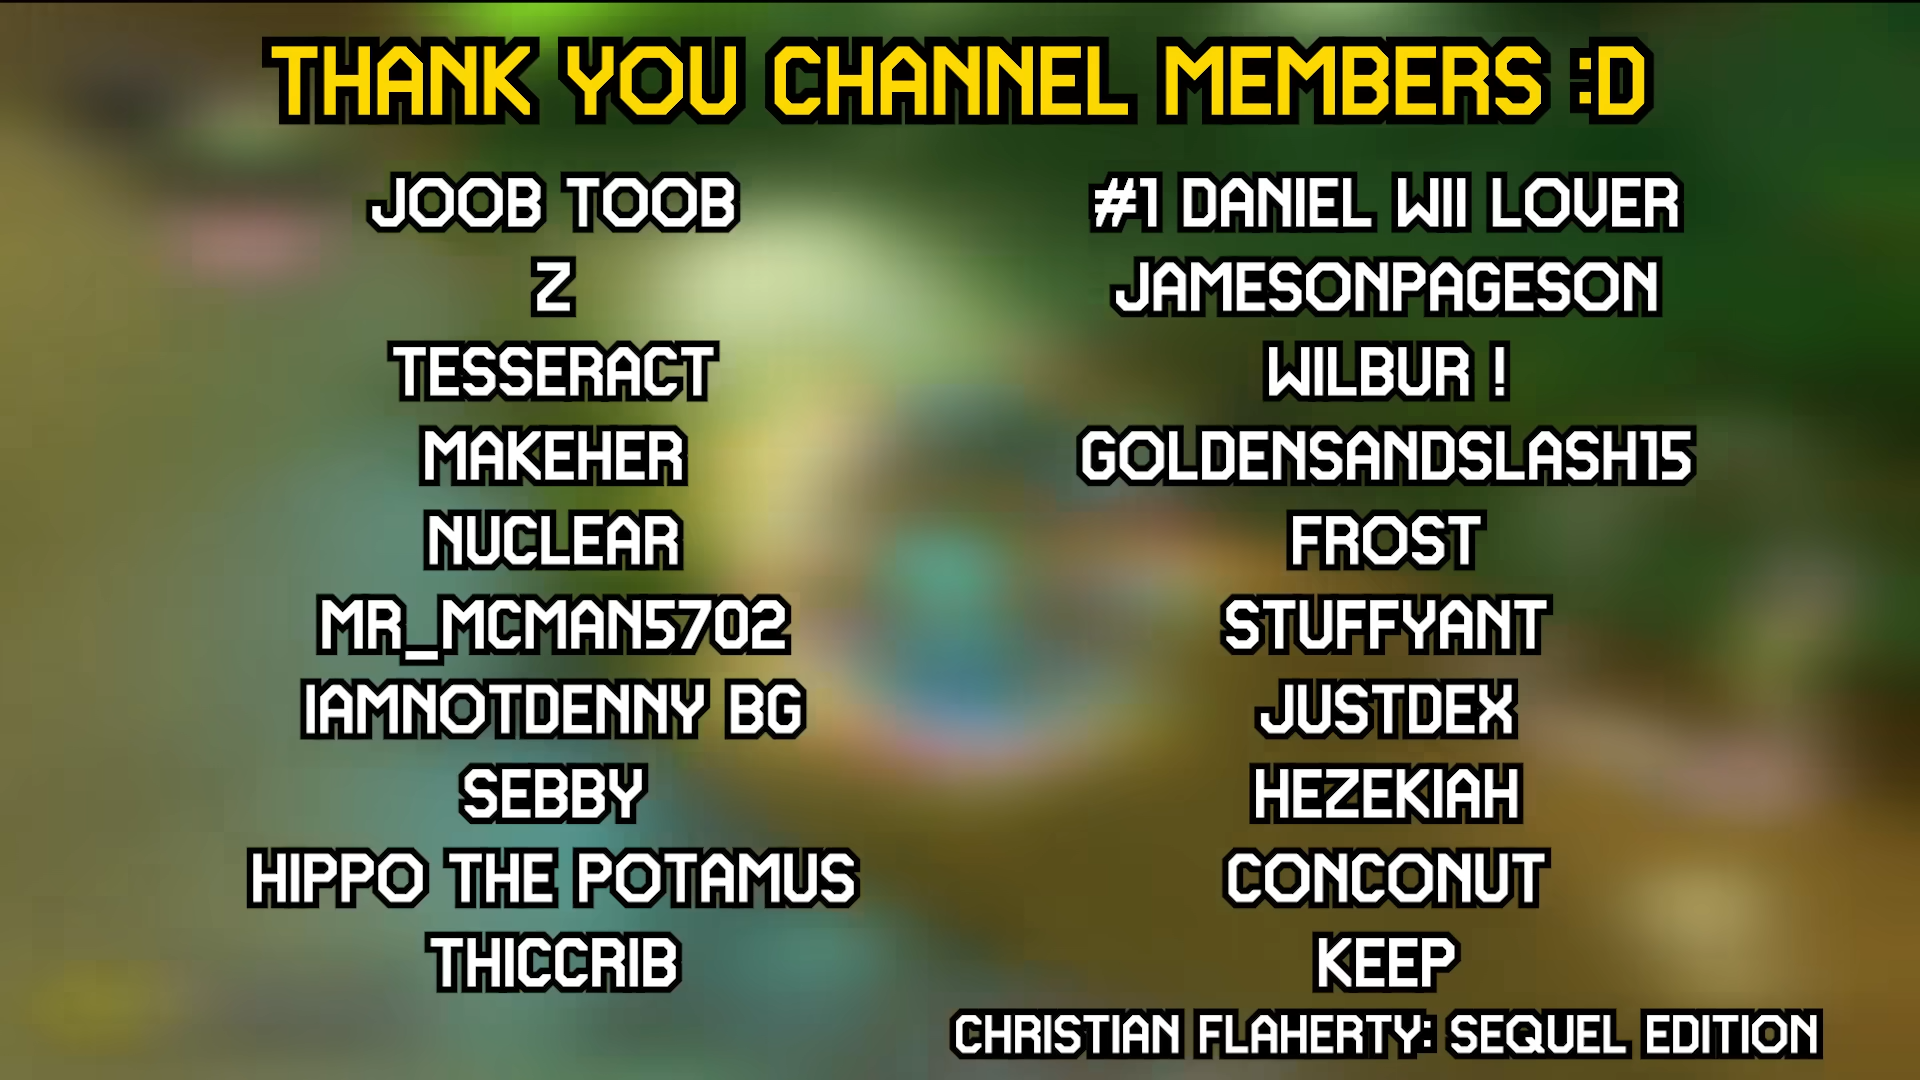 THANK YOU CHANNEL MEMBERS :D
JOOB TOOB
Z
TESSERACT
MAKEHER
NUCLEAR
MR_MCMAN5702
IAMNOTDENNY BG
SEBBY
HIPPO THE POTAMUS
THICCRIB
#1 DANIEL WII LOVER
JAMESONPAGESON
WILBUR !
GOLDENSANDSLASH15
FROST
STUFFYANT
JUSTDEX
HEZEKIAH
CONCONUT
KEEP
CHRISTIAN FLAHERTY: SEQUEL EDITION